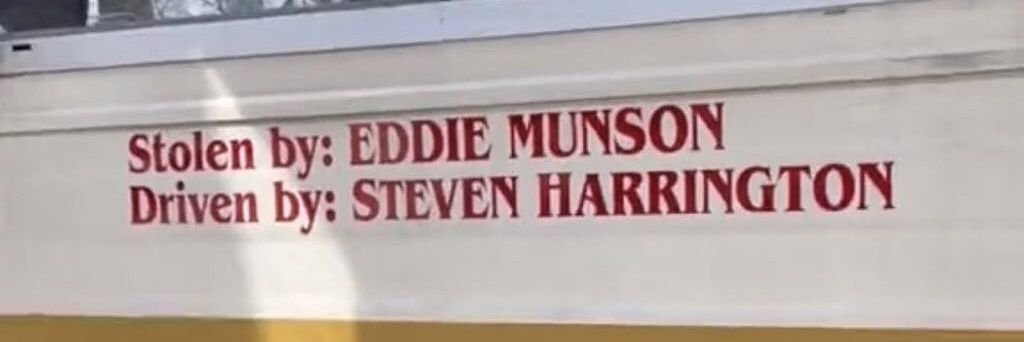 Stolen by: EDDIE MUNSON
Driven by: STEVEN HARRINGTON